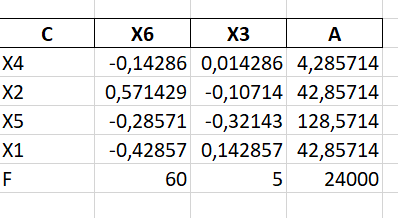 C X6 X3 A
X4 -0,14286 0,014286 4,285714
X2 0,571429 -0,10714 42,85714
X5 -0,28571 -0,32143 128,5714
X1 -0,42857 0,142857 42,85714
F 60 5 24000